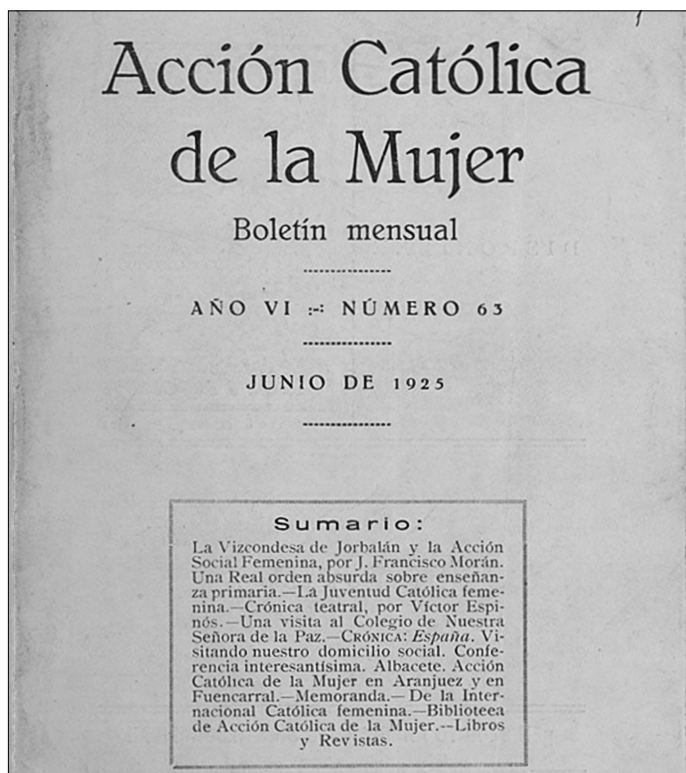 Acción Católica
de la Mujer
Boletín mensual
AÑO VI :-: NÚMERO 63
JUNIO DE 1925
Sumario:
La Vizcondesa de Jorbalán y la Acción
Social Femenina, por J. Francisco Morán.
Una Real orden absurda sobre enseñan-
za primaria.—La Juventud Católica feme-
nina.—Crónica teatral, por Víctor Espi-
nós.—Una visita al Colegio de Nuestra
Señora de la Paz.—CRÓNICA: España. Vi-
sitando nuestro domicilio social. Confe-
rencia interesantísima. Albacete. Acción
Católica de la Mujer en Aranjuez y en
Fuencarral.—Memoranda.— De la Inter-
nacional Católica femenina.—Biblioteca
de Acción Católica de la Mujer.--Libros
y Revistas.